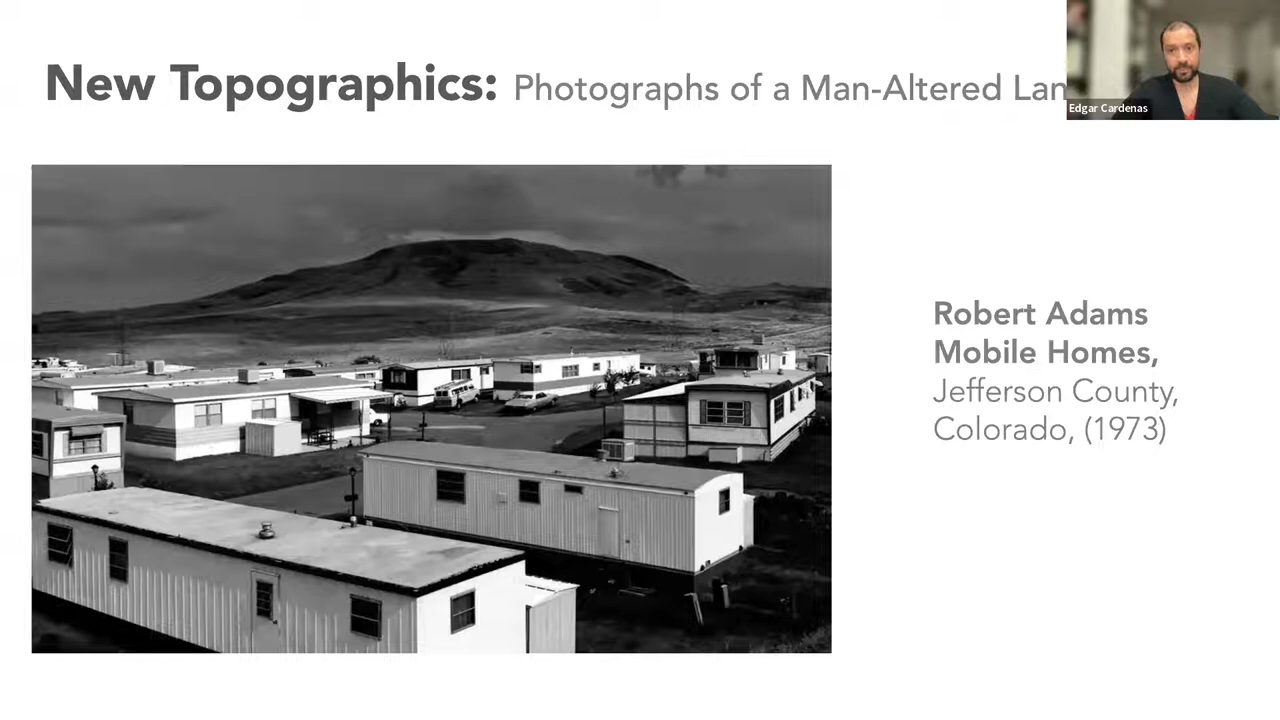 New Topographics: Photographs of a Man-Altered Lan
Edgar Cardenas
Robert Adams
Mobile Homes,
Jefferson County,
Colorado, (1973)